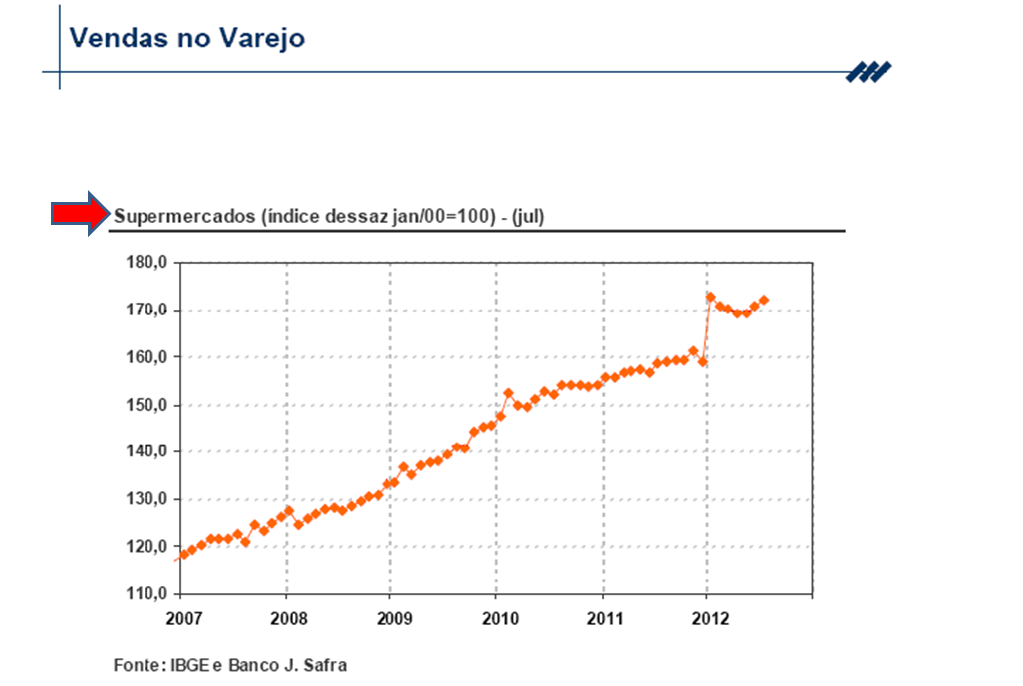 Vendas no Varejo
Supermercados (índice dessaz jan/00=100) - (jul)
180,0
170,0
160,0
150,0
140,0
130,0
120,0
110,0
2007 2008 2009 2010 2011 2012
Fonte: IBGE e Banco J. Safra